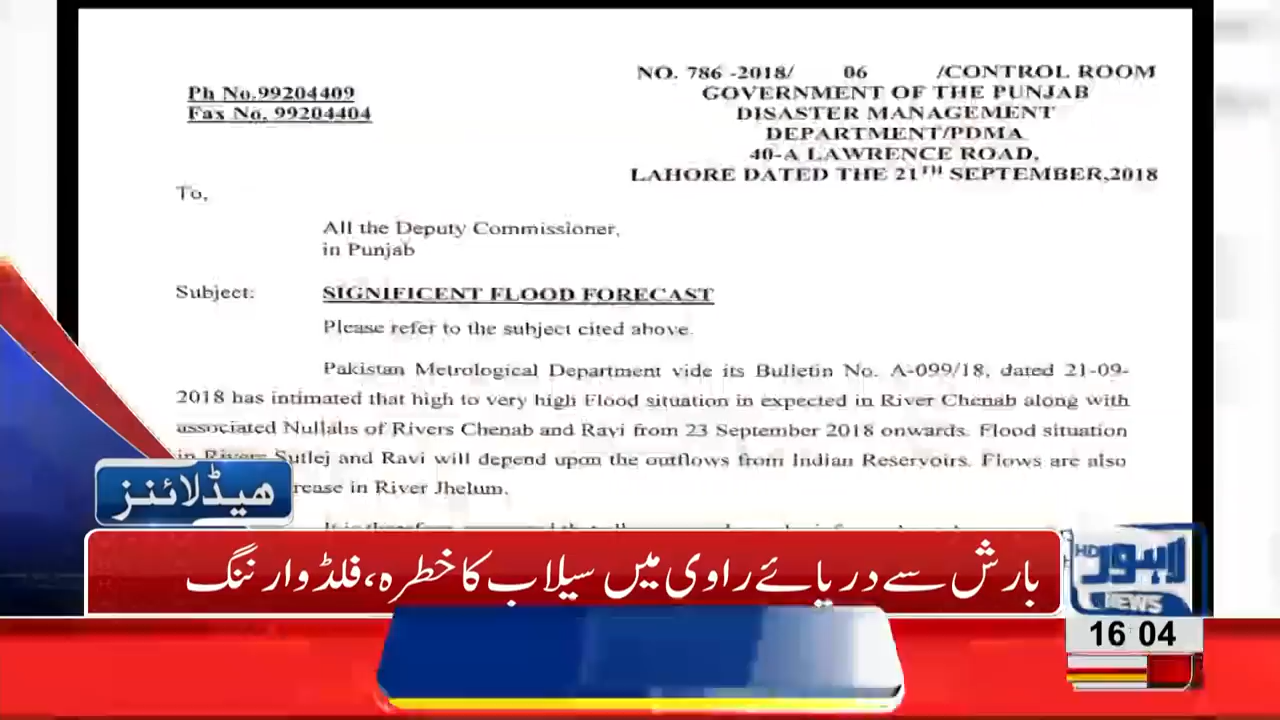 Ph No.99204409
Fax No. 99204404
NO. 786 -2018/ 06 /CONTROL ROOM
GOVERNMENT OF THE PUNJAB
DISASTER MANAGEMENT
DEPARTMENT/PDMA
40-A LAWRENCE ROAD,
LAHORE DATED THE 21TH SEPTEMBER,2018
To,
All the Deputy Commissioner,
in Punjab
Subject:
SIGNIFICENT FLOOD FORECAST
Please refer to the subject cited above.
Pakistan Metrological Department vide its Bulletin No. A-099/18, dated 21-09-
2018 has intimated that high to very high Flood situation in expected in River Chenab along with
associated Nullahs of Rivers Chenab and Ravi from 23 September 2018 onwards. Flood situation
in Rivers Sutlej and Ravi will depend upon the outflows from Indian Reservoirs. Flows are also
rease in River Jhelum.
ہیڈلائنز
بارش سے دریائے راوی میں سیلاب کا خطرہ، فلڈ وارننگ
لاہور
HD
NEWS
16 04